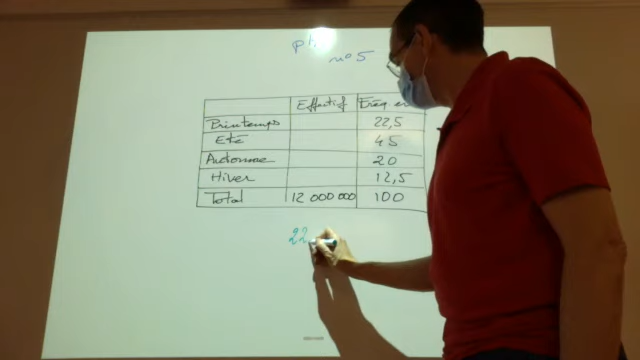 n°5
Effectif Fréq en
Printemps 22,5
Eté 45
Automne 20
Hiver 12,5
Total 12 000 000 100
22